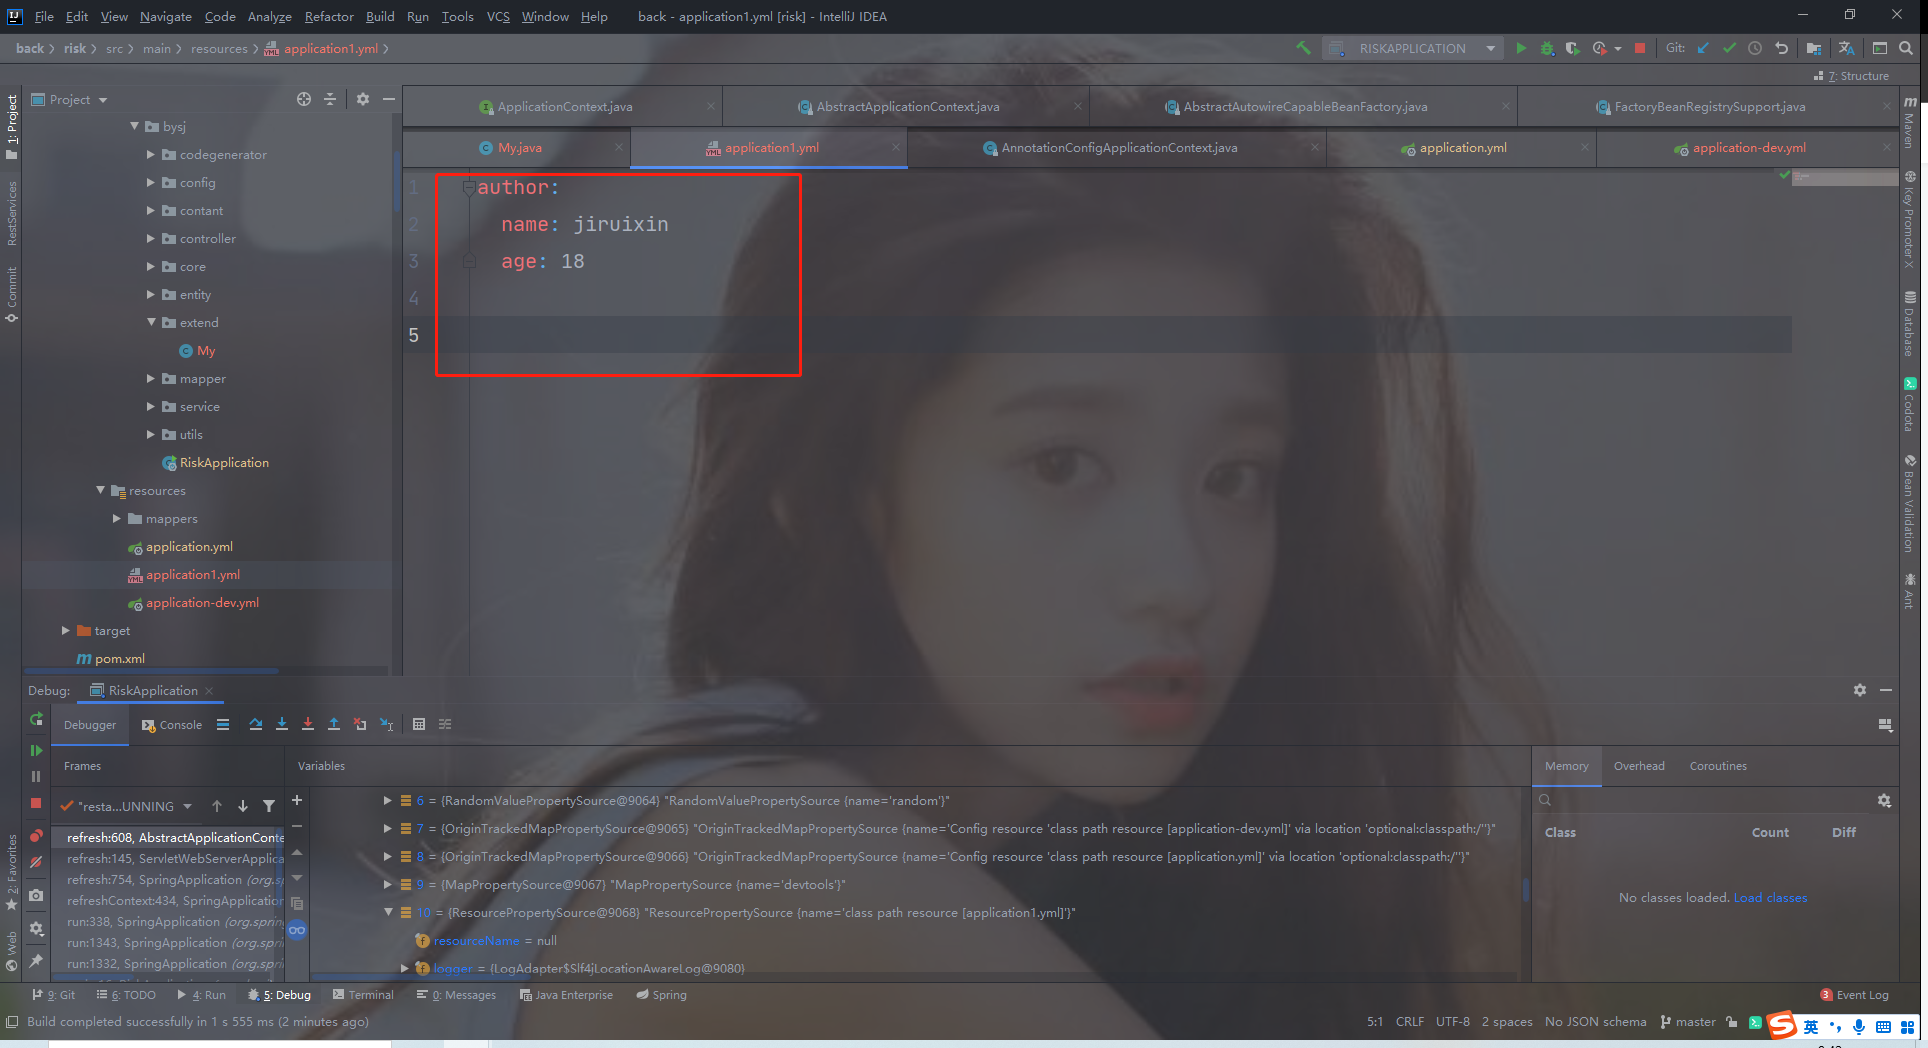 File Edit View Navigate Code Analyze Refactor Build Run Tools VCS Window Help back - application1.yml [risk] - IntelliJ IDEA
back risk src main resources application1.yml RISKAPPLICATION Git:
7: Structure
1: Project
RestServices
Commit
2: Favorites
Web
Project
bysj
codegenerator
config
contant
controller
core
entity
extend
My
mapper
service
utils
RiskApplication
resources
mappers
application.yml
application1.yml
application-dev.yml
target
pom.xml
ApplicationContext.java AbstractApplicationContext.java AbstractAutowireCapableBeanFactory.java FactoryBeanRegistrySupport.java
My.java application1.yml AnnotationConfigApplicationContext.java application.yml application-dev.yml
1 author:
2 name: jiruixin
3 age: 18
4
5
Maven
Key Promoter X
Database
Codota
Bean Validation
Ant
Debug: RiskApplication
Debugger Console
Frames Variables
"resta...UNNING
refresh:608, AbstractApplicationConte
refresh:145, ServletWebServerApplica
refresh:754, SpringApplication (org.sp
refreshContext:434, SpringApplication
run:338, SpringApplication (org.sprin
run:1343, SpringApplication (org.spri
run:1332, SpringApplication (org.spri
6 = {RandomValuePropertySource@9064} "RandomValuePropertySource {name='random'}"
7 = {OriginTrackedMapPropertySource@9065} "OriginTrackedMapPropertySource {name='Config resource 'class path resource [application-dev.yml]' via location 'optional:classpath:/''}"
8 = {OriginTrackedMapPropertySource@9066} "OriginTrackedMapPropertySource {name='Config resource 'class path resource [application.yml]' via location 'optional:classpath:/''}"
9 = {MapPropertySource@9067} "MapPropertySource {name='devtools'}"
10 = {ResourcePropertySource@9068} "ResourcePropertySource {name='class path resource [application1.yml]'}"
resourceName = null
logger = {LogAdapter$Slf4jLocationAwareLog@9080}
Memory Overhead Coroutines
Class Count Diff
No classes loaded. Load classes
9: Git 6: TODO 4: Run 5: Debug Terminal 0: Messages Java Enterprise Spring 3 Event Log
Build completed successfully in 1 s 555 ms (2 minutes ago) 5:1 CRLF UTF-8 2 spaces No JSON schema master 英